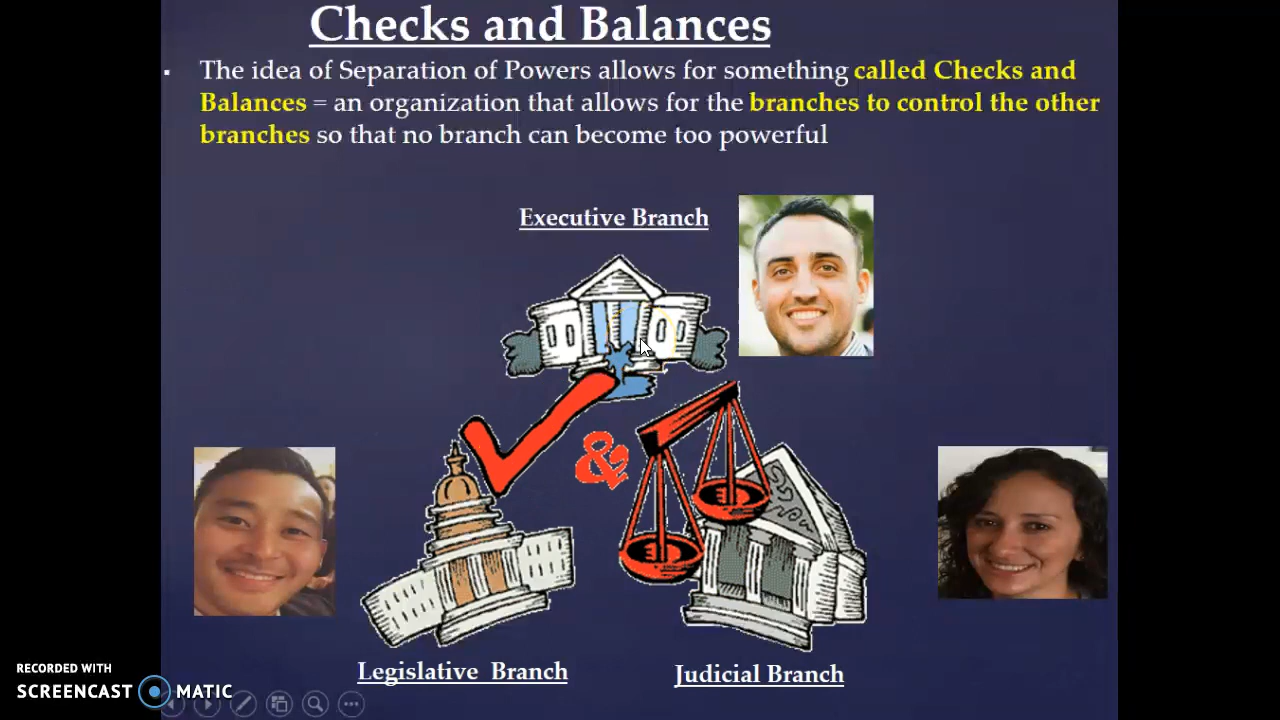 Checks and Balances
▪ The idea of Separation of Powers allows for something called Checks and
Balances = an organization that allows for the branches to control the other
branches so that no branch can become too powerful
Executive Branch
&
Legislative Branch
Judicial Branch
RECORDED WITH
SCREENCAST MATIC